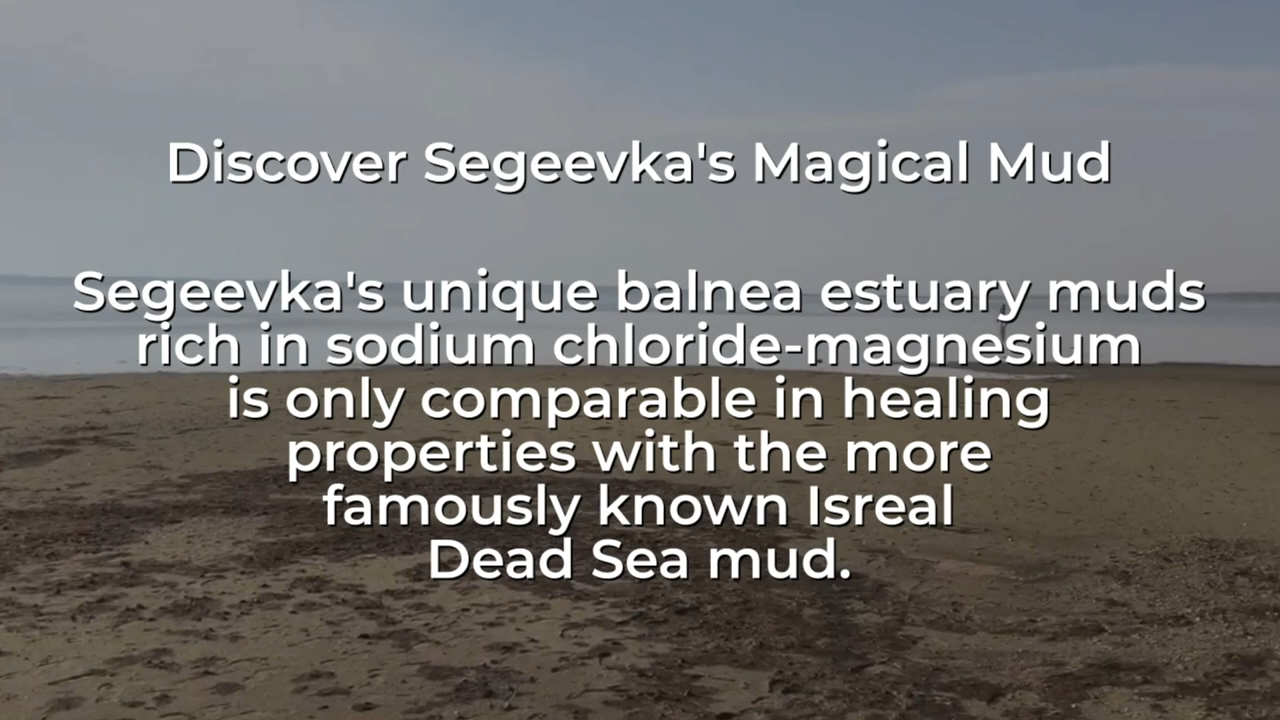 Discover Segeevka's Magical Mud
Segeevka's unique balnea estuary muds
rich in sodium chloride-magnesium
is only comparable in healing
properties with the more
famously known Isreal
Dead Sea mud.